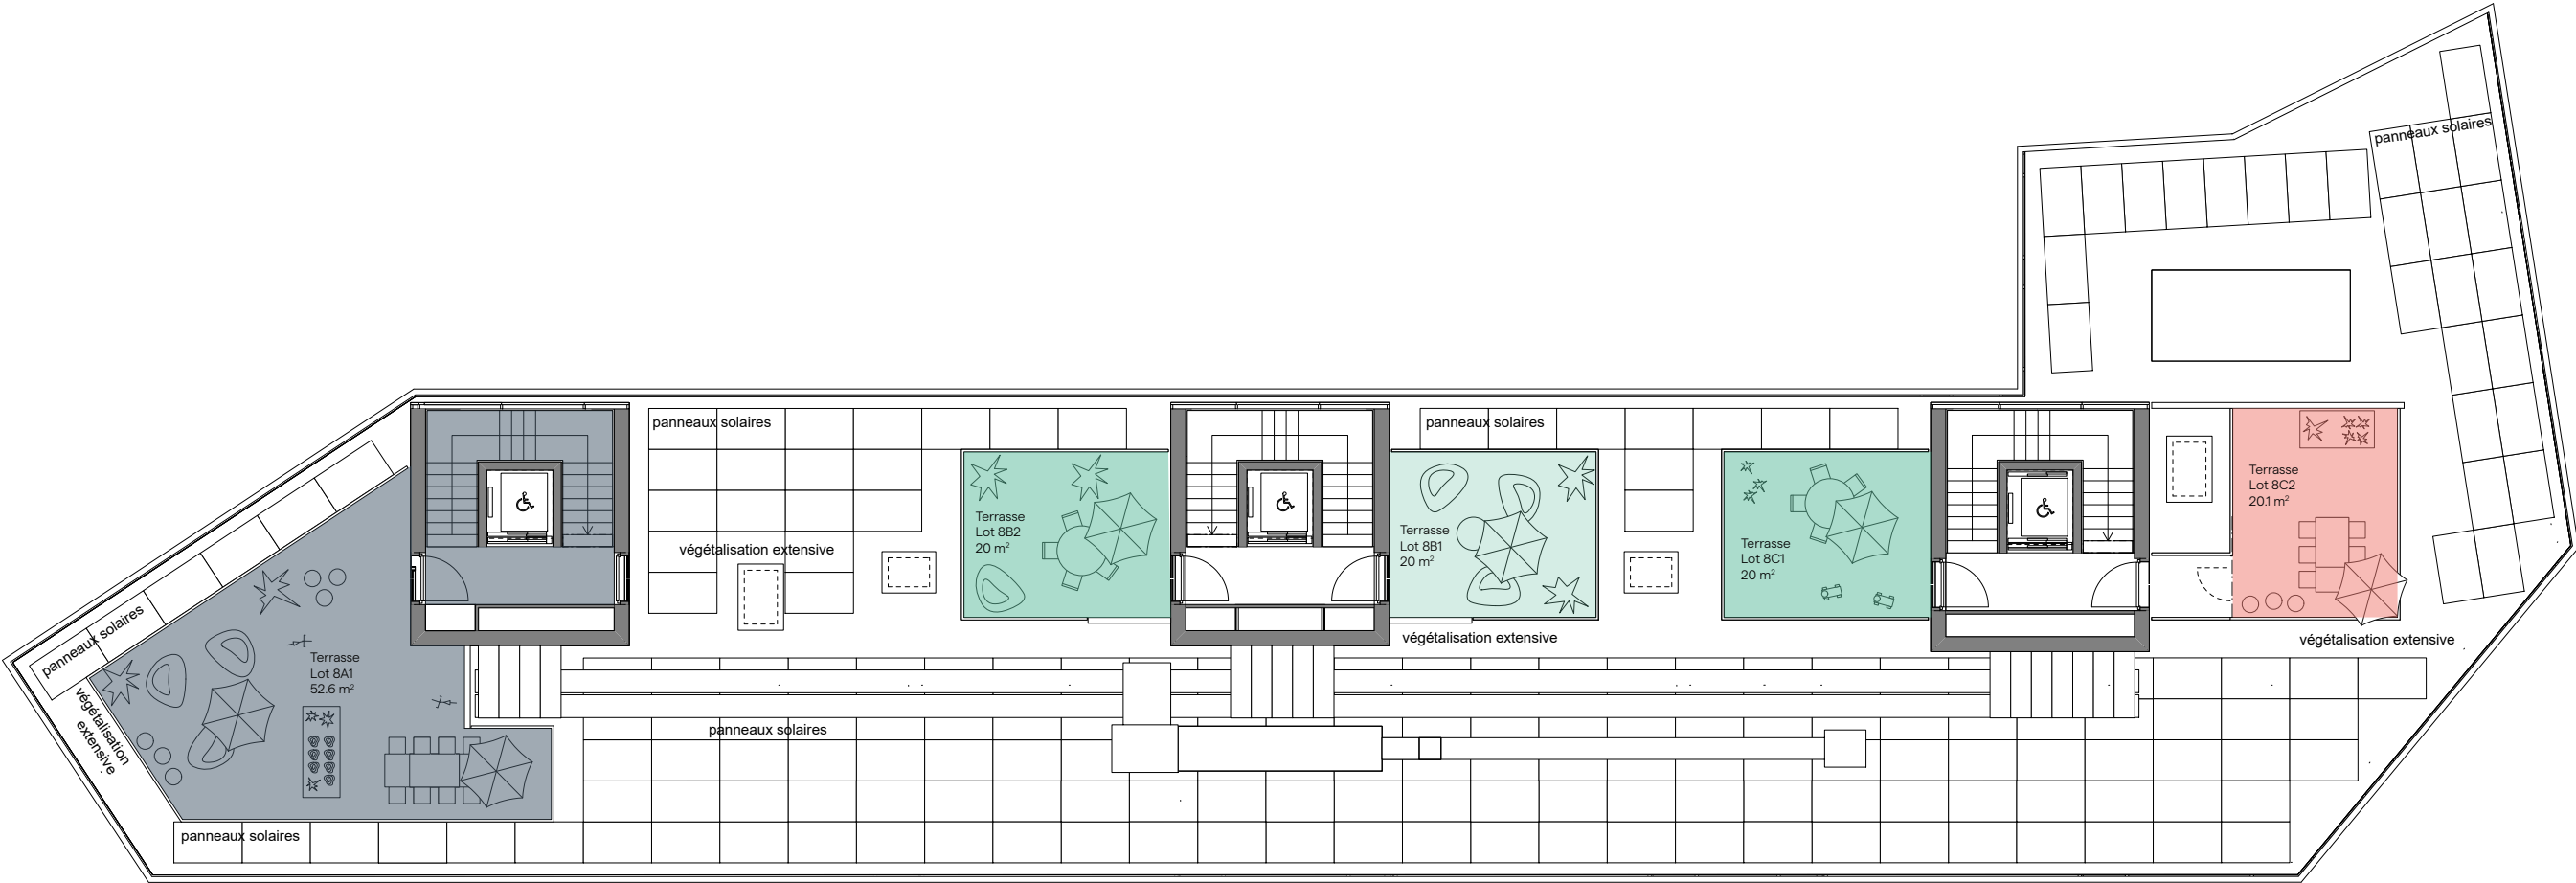 panneaux solaires
panneaux solaires
panneaux solaires
végétalisation extensive
Terrasse
Lot 8B2
20 m²
Terrasse
Lot 8B1
20 m²
Terrasse
Lot 8C1
20 m²
Terrasse
Lot 8C2
20.1 m²
panneaux solaires
végétalisation
extensive
Terrasse
Lot 8A1
52.6 m²
végétalisation extensive
végétalisation extensive
panneaux solaires
panneaux solaires